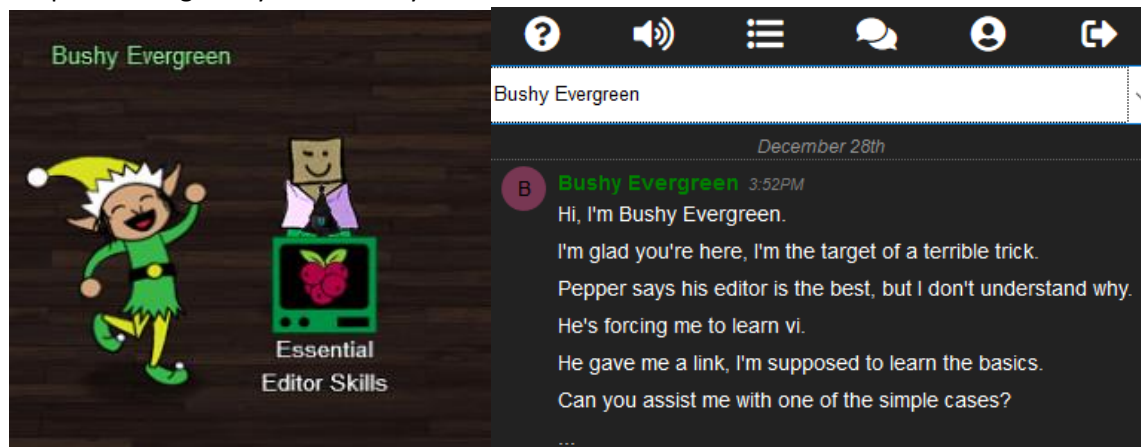 Bushy Evergreen
Essential
Editor Skills
Bushy Evergreen
December 28th
B
Bushy Evergreen 3:52PM
Hi, I'm Bushy Evergreen.
I'm glad you're here, I'm the target of a terrible trick.
Pepper says his editor is the best, but I don't understand why.
He's forcing me to learn vi.
He gave me a link, I'm supposed to learn the basics.
Can you assist me with one of the simple cases?
...